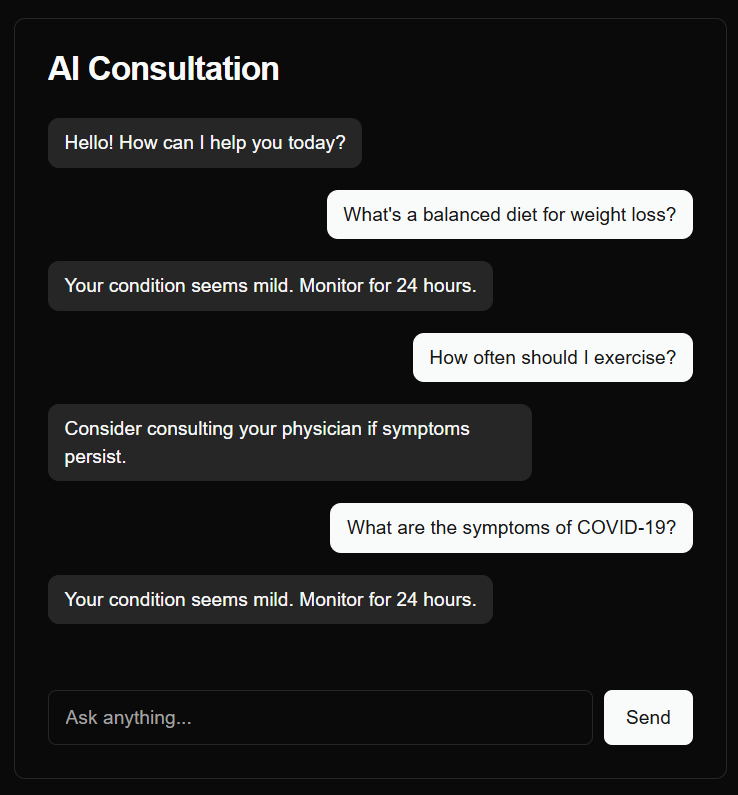 AI Consultation
Hello! How can I help you today?
What's a balanced diet for weight loss?
Your condition seems mild. Monitor for 24 hours.
How often should I exercise?
Consider consulting your physician if symptoms
persist.
What are the symptoms of COVID-19?
Your condition seems mild. Monitor for 24 hours.
Ask anything...
Send